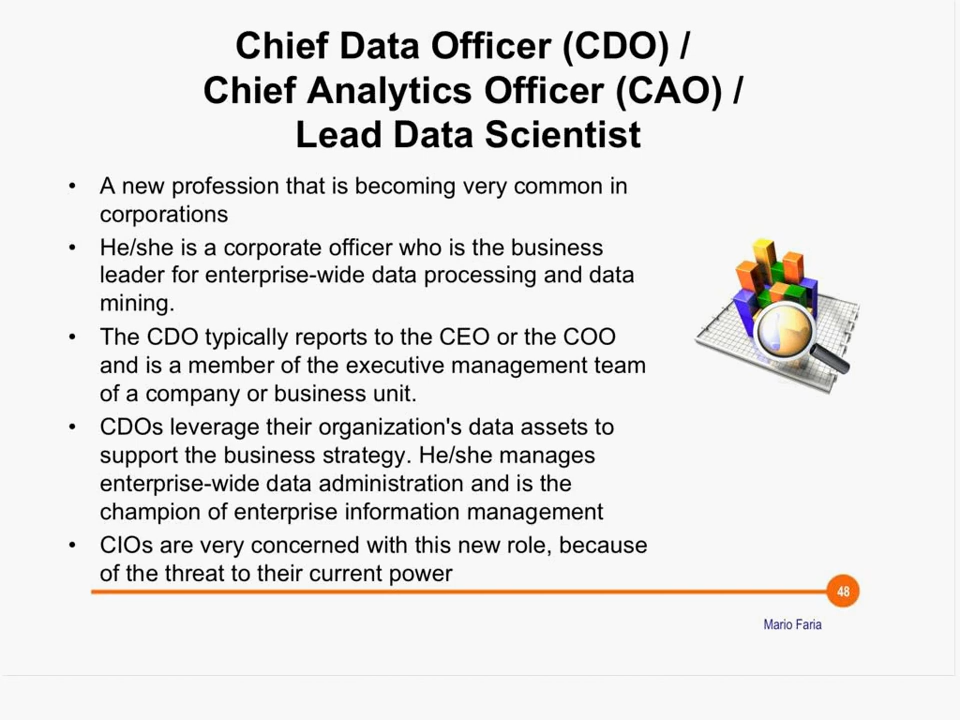 Chief Data Officer (CDO) /
Chief Analytics Officer (CAO) /
Lead Data Scientist
• A new profession that is becoming very common in
corporations
• He/she is a corporate officer who is the business
leader for enterprise-wide data processing and data
mining.
• The CDO typically reports to the CEO or the COO
and is a member of the executive management team
of a company or business unit.
• CDOs leverage their organization's data assets to
support the business strategy. He/she manages
enterprise-wide data administration and is the
champion of enterprise information management
• CIOs are very concerned with this new role, because
of the threat to their current power
48
Mario Faria